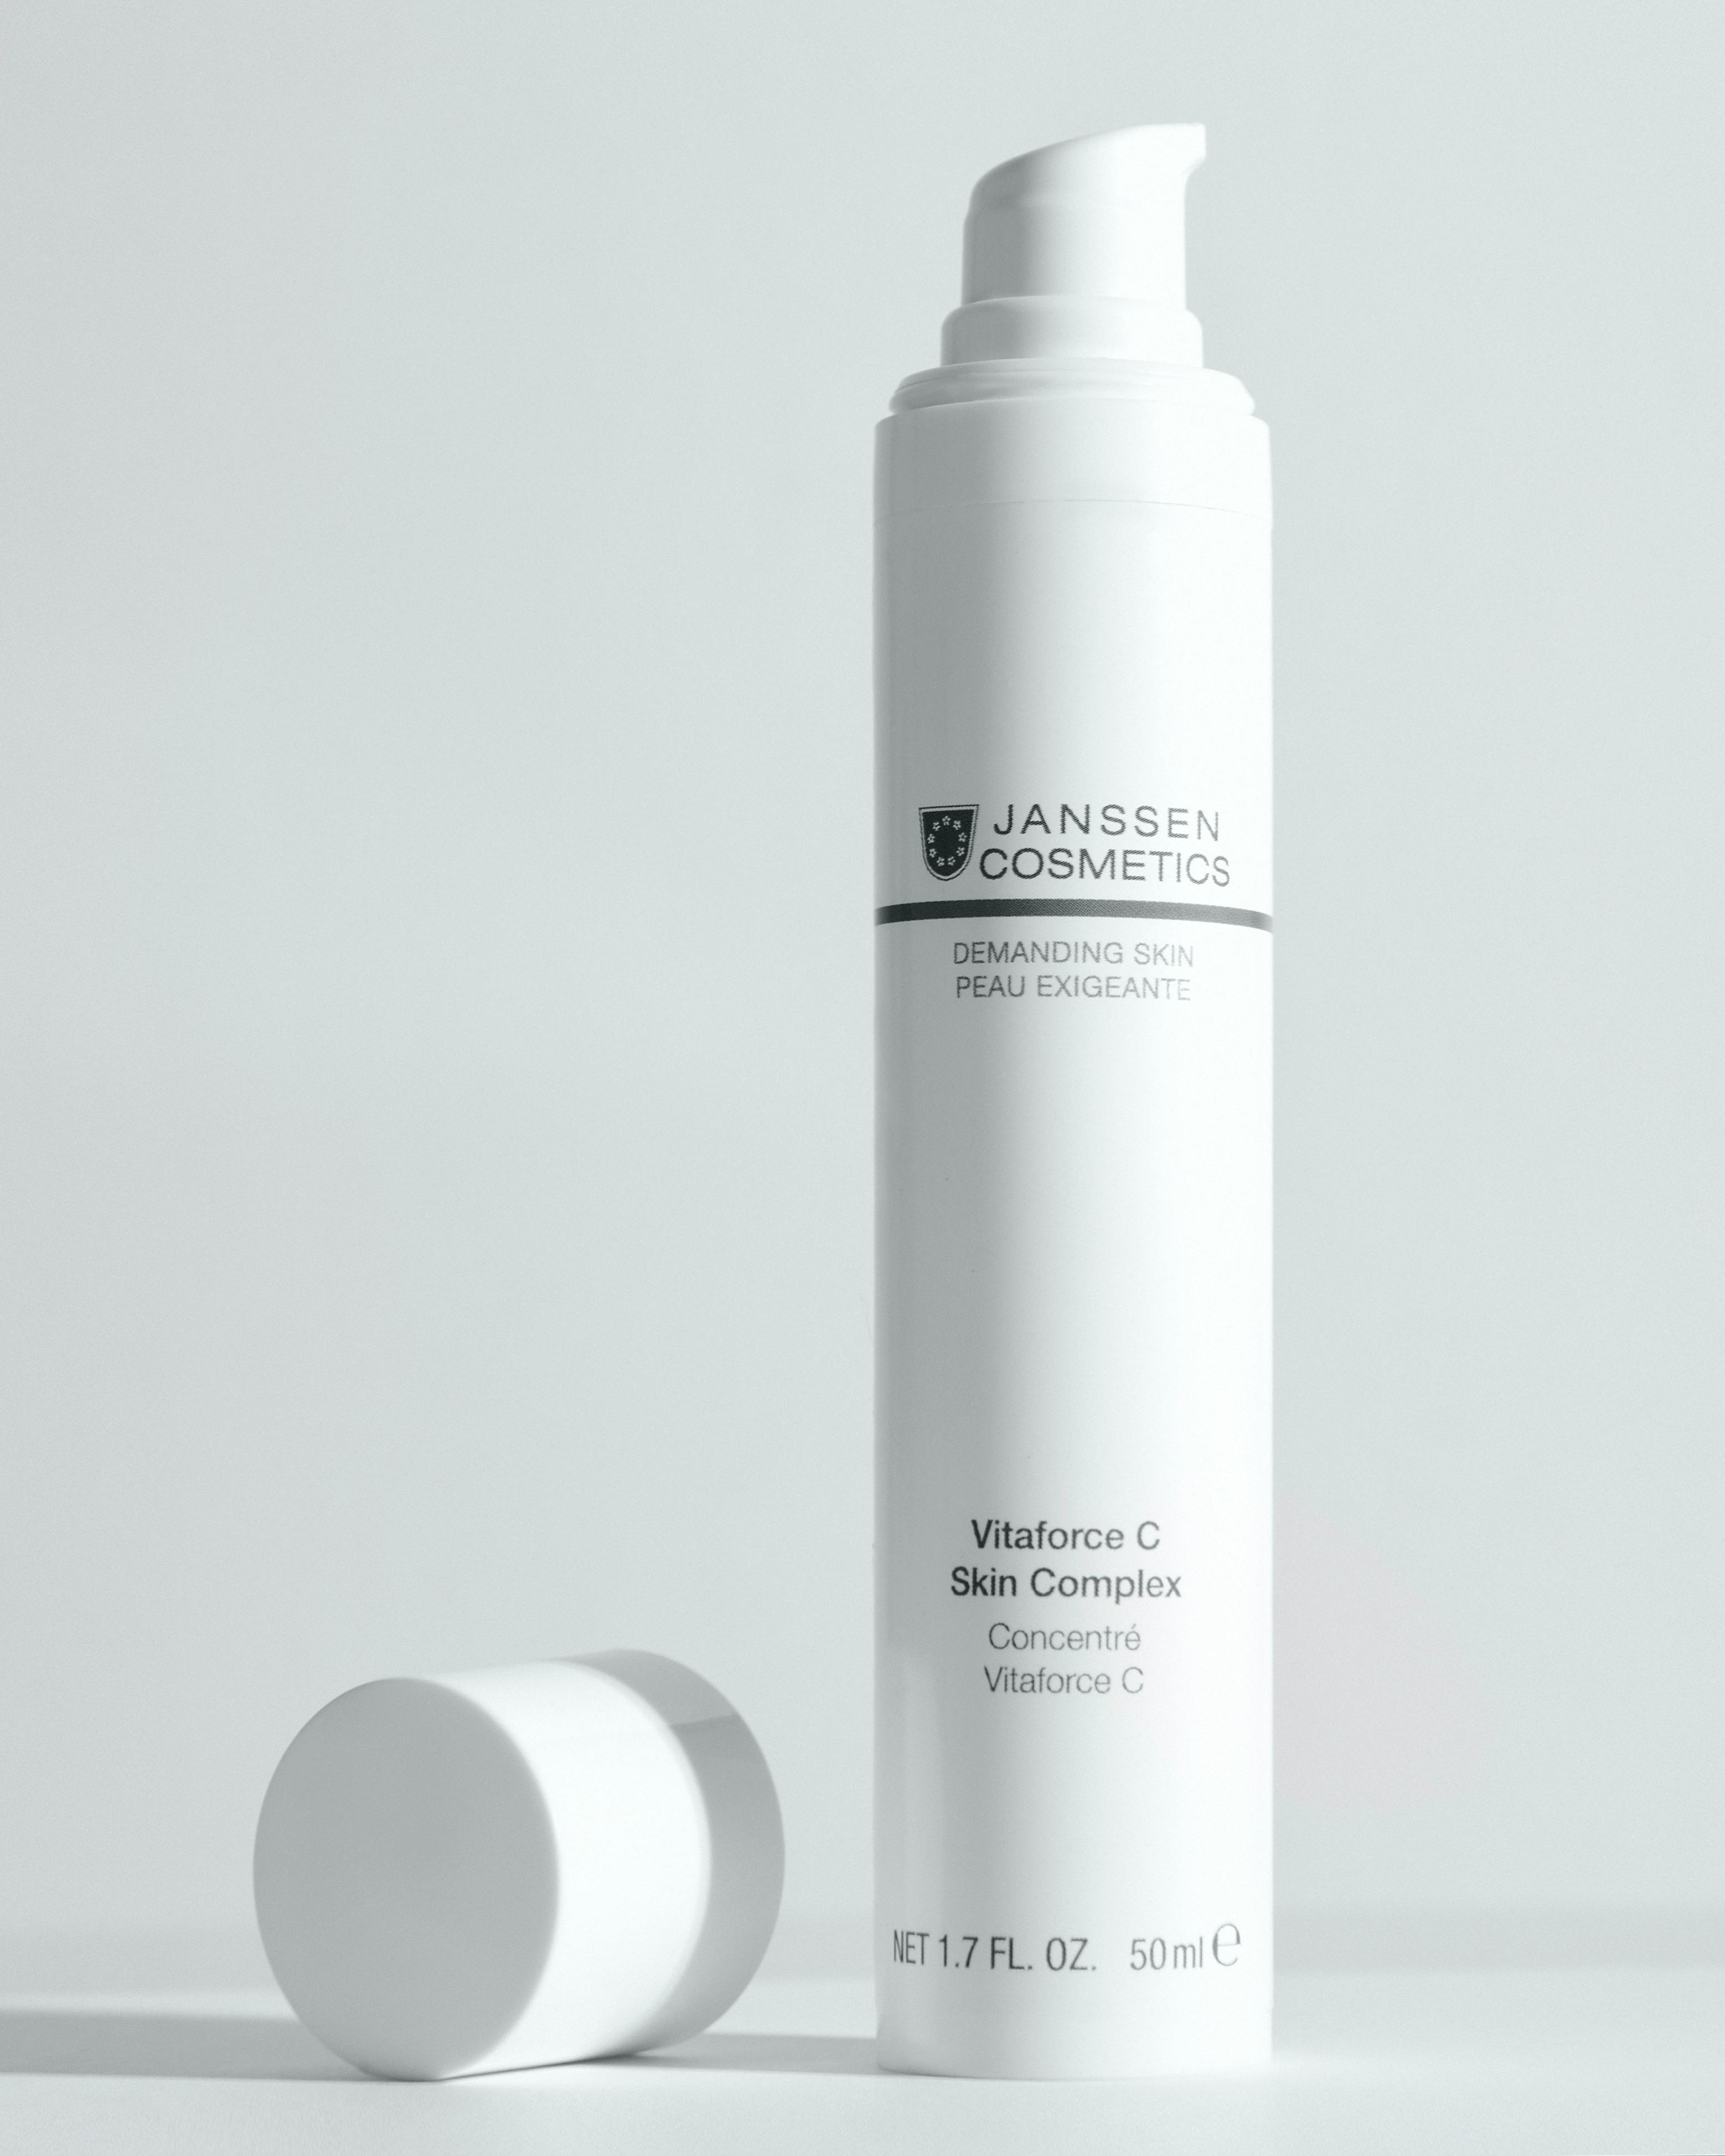 JANSSEN
COSMETICS
DEMANDING SKIN
PEAU EXIGEANTE
Vitaforce C
Skin Complex
Concentré
Vitaforce C
NET 1.7 FL. OZ. 50 ml ℮